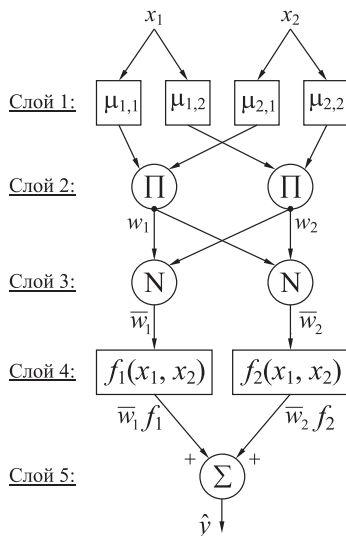 x₁ x₂
Слой 1: μ₁,₁ μ₁,₂ μ₂,₁ μ₂,₂
Слой 2: Π Π
w₁ w₂
Слой 3: N N
w̅₁ w̅₂
Слой 4: f₁(x₁, x₂) f₂(x₁, x₂)
w̅₁ f₁ w̅₂ f₂
+ +
Слой 5: Σ
ŷ